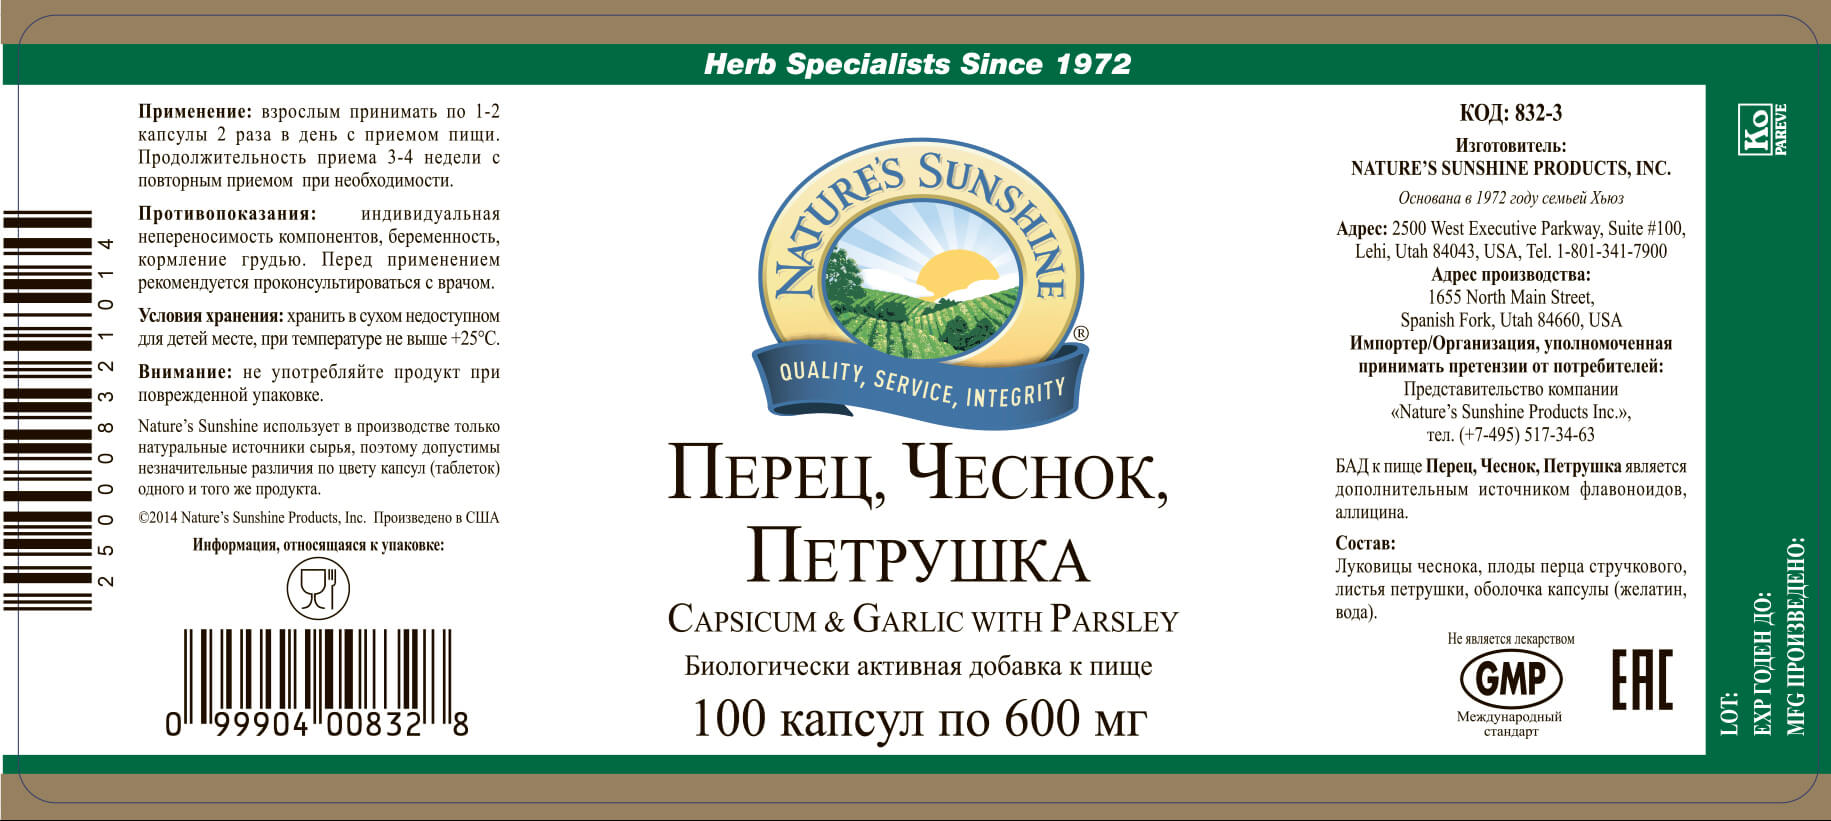 Herb Specialists Since 1972
Применение: взрослым принимать по 1-2
капсулы 2 раза в день с приемом пищи.
Продолжительность приема 3-4 недели с
повторным приемом при необходимости.
Противопоказания: индивидуальная
непереносимость компонентов, беременность,
кормление грудью. Перед применением
рекомендуется проконсультироваться с врачом.
Условия хранения: хранить в сухом недоступном
для детей месте, при температуре не выше +25°C.
Внимание: не употребляйте продукт при
поврежденной упаковке.
Nature’s Sunshine использует в производстве только
натуральные источники сырья, поэтому допустимы
незначительные различия по цвету капсул (таблеток)
одного и того же продукта.
©2014 Nature’s Sunshine Products, Inc. Произведено в США
Информация, относящаяся к упаковке:
0 99904 00832 8
250008321014
NATURE’S SUNSHINE
®
QUALITY, SERVICE, INTEGRITY
ПЕРЕЦ, ЧЕСНОК,
ПЕТРУШКА
CAPSICUM & GARLIC WITH PARSLEY
Биологически активная добавка к пище
100 капсул по 600 мг
КОД: 832-3
Изготовитель:
NATURE’S SUNSHINE PRODUCTS, INC.
Основана в 1972 году семьей Хьюз
Адрес: 2500 West Executive Parkway, Suite #100,
Lehi, Utah 84043, USA, Tel. 1-801-341-7900
Адрес производства:
1655 North Main Street,
Spanish Fork, Utah 84660, USA
Импортер/Организация, уполномоченная
принимать претензии от потребителей:
Представительство компании
«Nature’s Sunshine Products Inc.»,
тел. (+7-495) 517-34-63
БАД к пище Перец, Чеснок, Петрушка является
дополнительным источником флавоноидов,
аллицина.
Состав:
Луковицы чеснока, плоды перца стручкового,
листья петрушки, оболочка капсулы (желатин,
вода).
Не является лекарством
GMP
Международный
стандарт
EAC
Ko
PAREVE
LOT:
EXP ГОДЕН ДО:
MFG ПРОИЗВЕДЕНО: